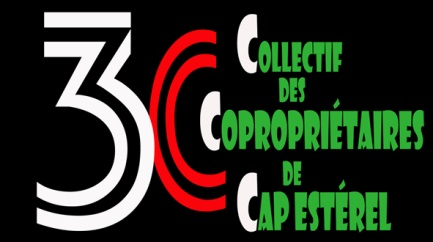 3C
COLLECTIF
DES
COPROPRIÉTAIRES
DE
CAP ESTÉREL